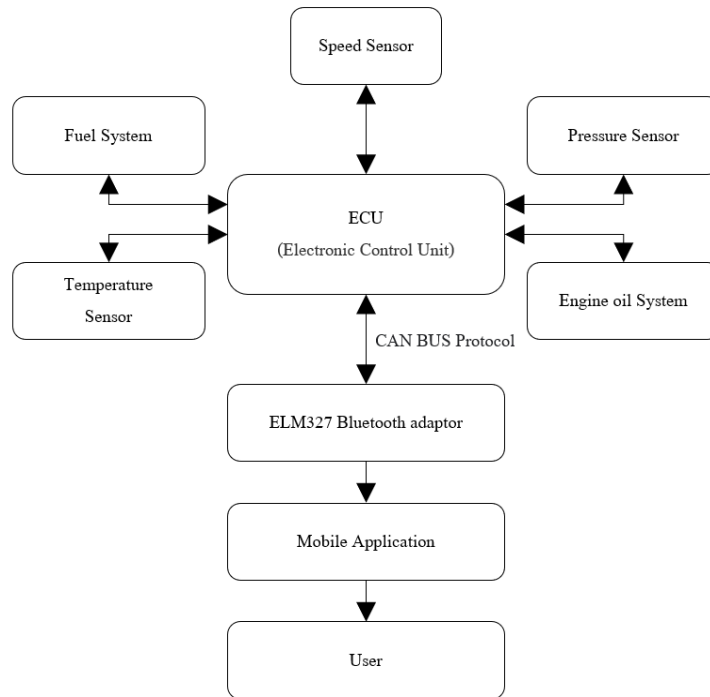 Speed Sensor
Fuel System
Pressure Sensor
ECU
(Electronic Control Unit)
Temperature
Sensor
Engine oil System
CAN BUS Protocol
ELM327 Bluetooth adaptor
Mobile Application
User